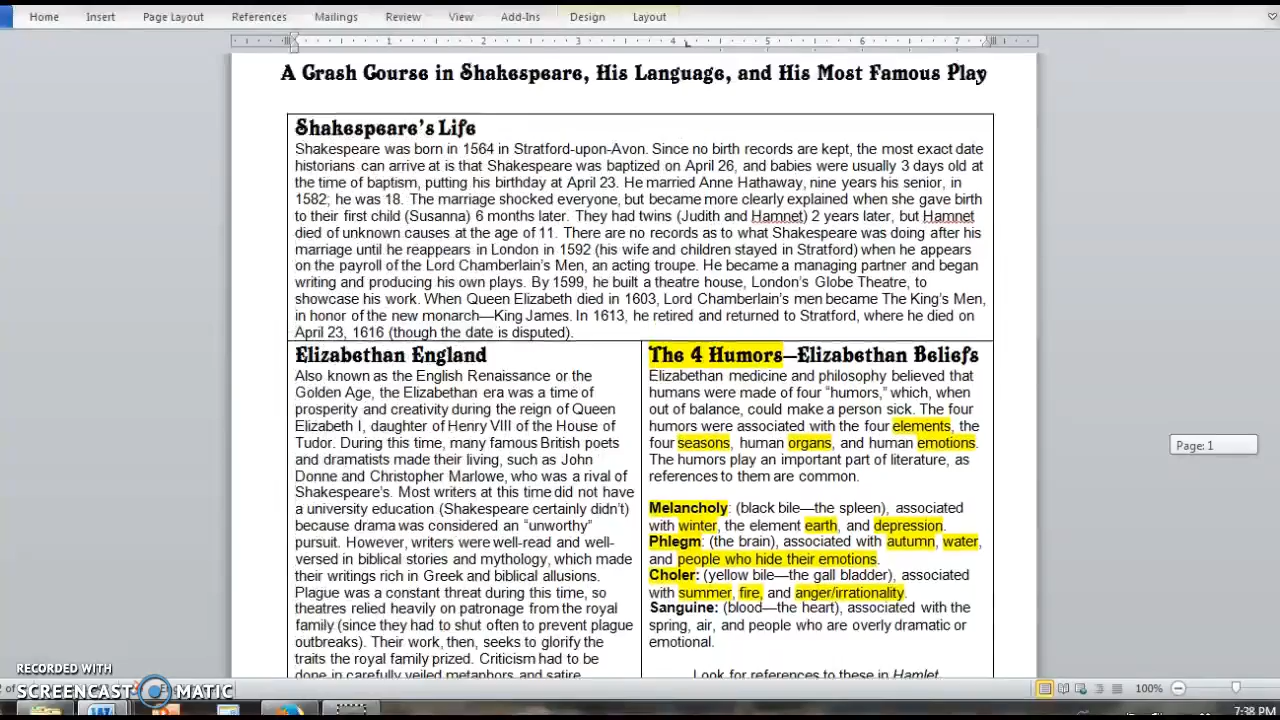 Home Insert Page Layout References Mailings Review View Add-Ins Design Layout
1 2 3 4 5 6 7
A Crash Course in Shakespeare, His Language, and His Most Famous Play
Shakespeare's Life
Shakespeare was born in 1564 in Stratford-upon-Avon. Since no birth records are kept, the most exact date
historians can arrive at is that Shakespeare was baptized on April 26, and babies were usually 3 days old at
the time of baptism, putting his birthday at April 23. He married Anne Hathaway, nine years his senior, in
1582; he was 18. The marriage shocked everyone, but became more clearly explained when she gave birth
to their first child (Susanna) 6 months later. They had twins (Judith and Hamnet) 2 years later, but Hamnet
died of unknown causes at the age of 11. There are no records as to what Shakespeare was doing after his
marriage until he reappears in London in 1592 (his wife and children stayed in Stratford) when he appears
on the payroll of the Lord Chamberlain's Men, an acting troupe. He became a managing partner and began
writing and producing his own plays. By 1599, he built a theatre house, London's Globe Theatre, to
showcase his work. When Queen Elizabeth died in 1603, Lord Chamberlain's men became The King's Men,
in honor of the new monarch—King James. In 1613, he retired and returned to Stratford, where he died on
April 23, 1616 (though the date is disputed).
Elizabethan England
Also known as the English Renaissance or the
Golden Age, the Elizabethan era was a time of
prosperity and creativity during the reign of Queen
Elizabeth I, daughter of Henry VIII of the House of
Tudor. During this time, many famous British poets
and dramatists made their living, such as John
Donne and Christopher Marlowe, who was a rival of
Shakespeare's. Most writers at this time did not have
a university education (Shakespeare certainly didn't)
because drama was considered an "unworthy"
pursuit. However, writers were well-read and well-
versed in biblical stories and mythology, which made
their writings rich in Greek and biblical allusions.
Plague was a constant threat during this time, so
theatres relied heavily on patronage from the royal
family (since they had to shut often to prevent plague
outbreaks). Their work, then, seeks to glorify the
traits the royal family prized. Criticism had to be
done in carefully veiled metaphors and satire
The 4 Humors—Elizabethan Beliefs
Elizabethan medicine and philosophy believed that
humans were made of four "humors," which, when
out of balance, could make a person sick. The four
humors were associated with the four elements, the
four seasons, human organs, and human emotions.
The humors play an important part of literature, as
references to them are common.
Melancholy: (black bile—the spleen), associated
with winter, the element earth, and depression.
Phlegm: (the brain), associated with autumn, water,
and people who hide their emotions.
Choler: (yellow bile—the gall bladder), associated
with summer, fire, and anger/irrationality.
Sanguine: (blood—the heart), associated with the
spring, air, and people who are overly dramatic or
emotional.
Look for references to these in Hamlet.
Page: 1
RECORDED WITH
SCREENCAST MATIC
100%
7:38 PM